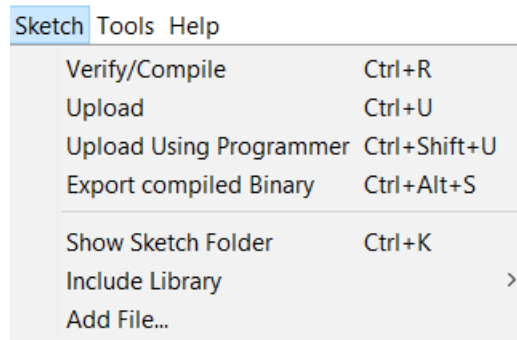 Sketch Tools Help
Verify/Compile Ctrl+R
Upload Ctrl+U
Upload Using Programmer Ctrl+Shift+U
Export compiled Binary Ctrl+Alt+S
Show Sketch Folder Ctrl+K
Include Library
Add File...